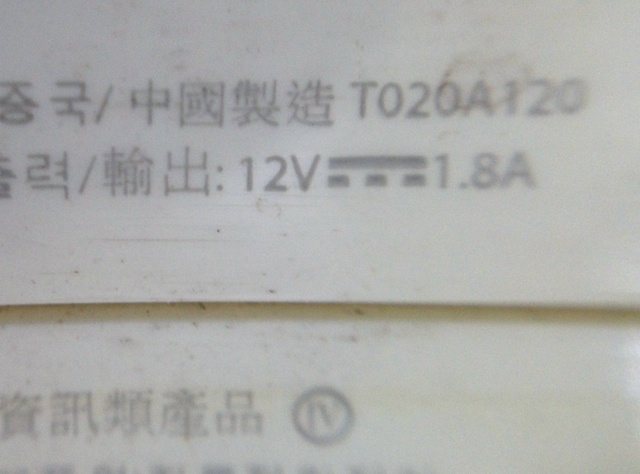 중국/ 中國製造 T020A120
출력/輸出: 12V⎓1.8A
資訊類產品 Ⓥ